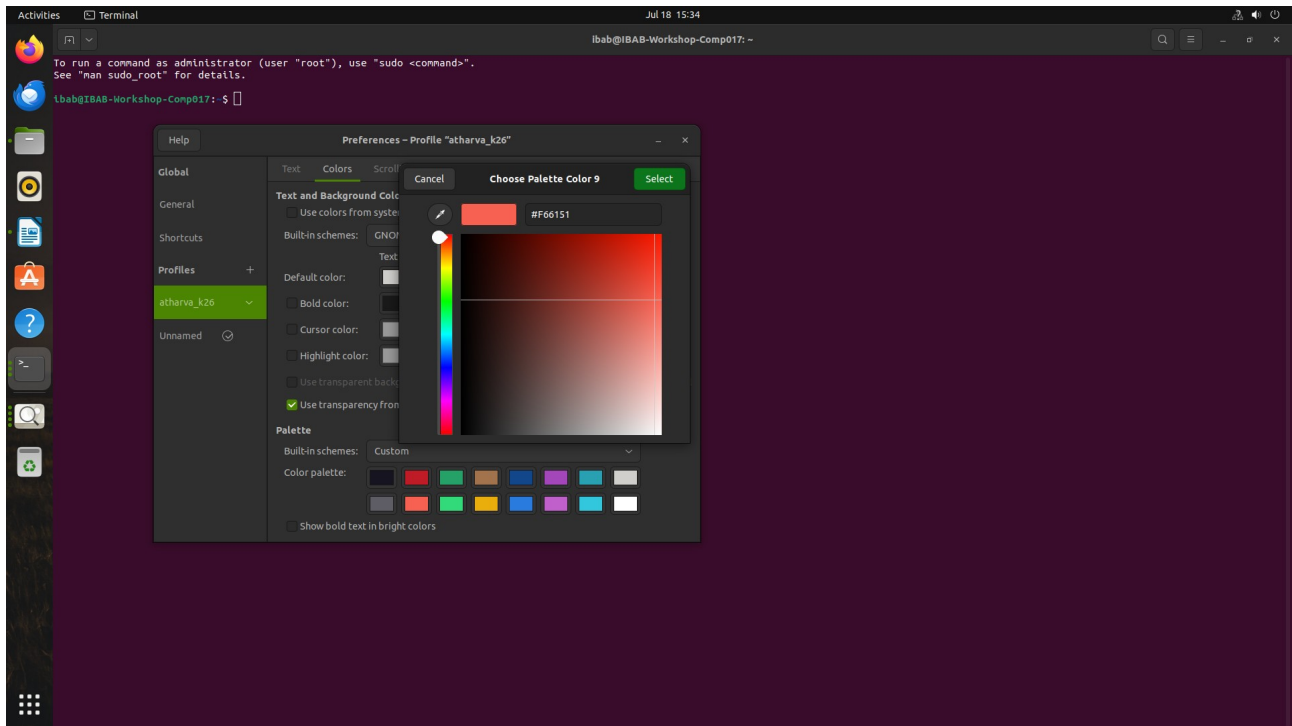 Activities Terminal Jul 18 15:34
ibab@IBAB-Workshop-Comp017: ~
To run a command as administrator (user "root"), use "sudo <command>".
See "man sudo_root" for details.
ibab@IBAB-Workshop-Comp017:~$
Help Preferences – Profile "atharva_k26"
Global
General
Shortcuts
Profiles +
atharva_k26
Unnamed
Text Colors Scroll
Text and Background Colo
Use colors from syste
Built-in schemes: GNO
Text
Default color:
Bold color:
Cursor color:
Highlight color:
Use transparent backg
Use transparency fron
Palette
Built-in schemes: Custom
Color palette:
Show bold text in bright colors
Cancel Choose Palette Color 9 Select
#F66151